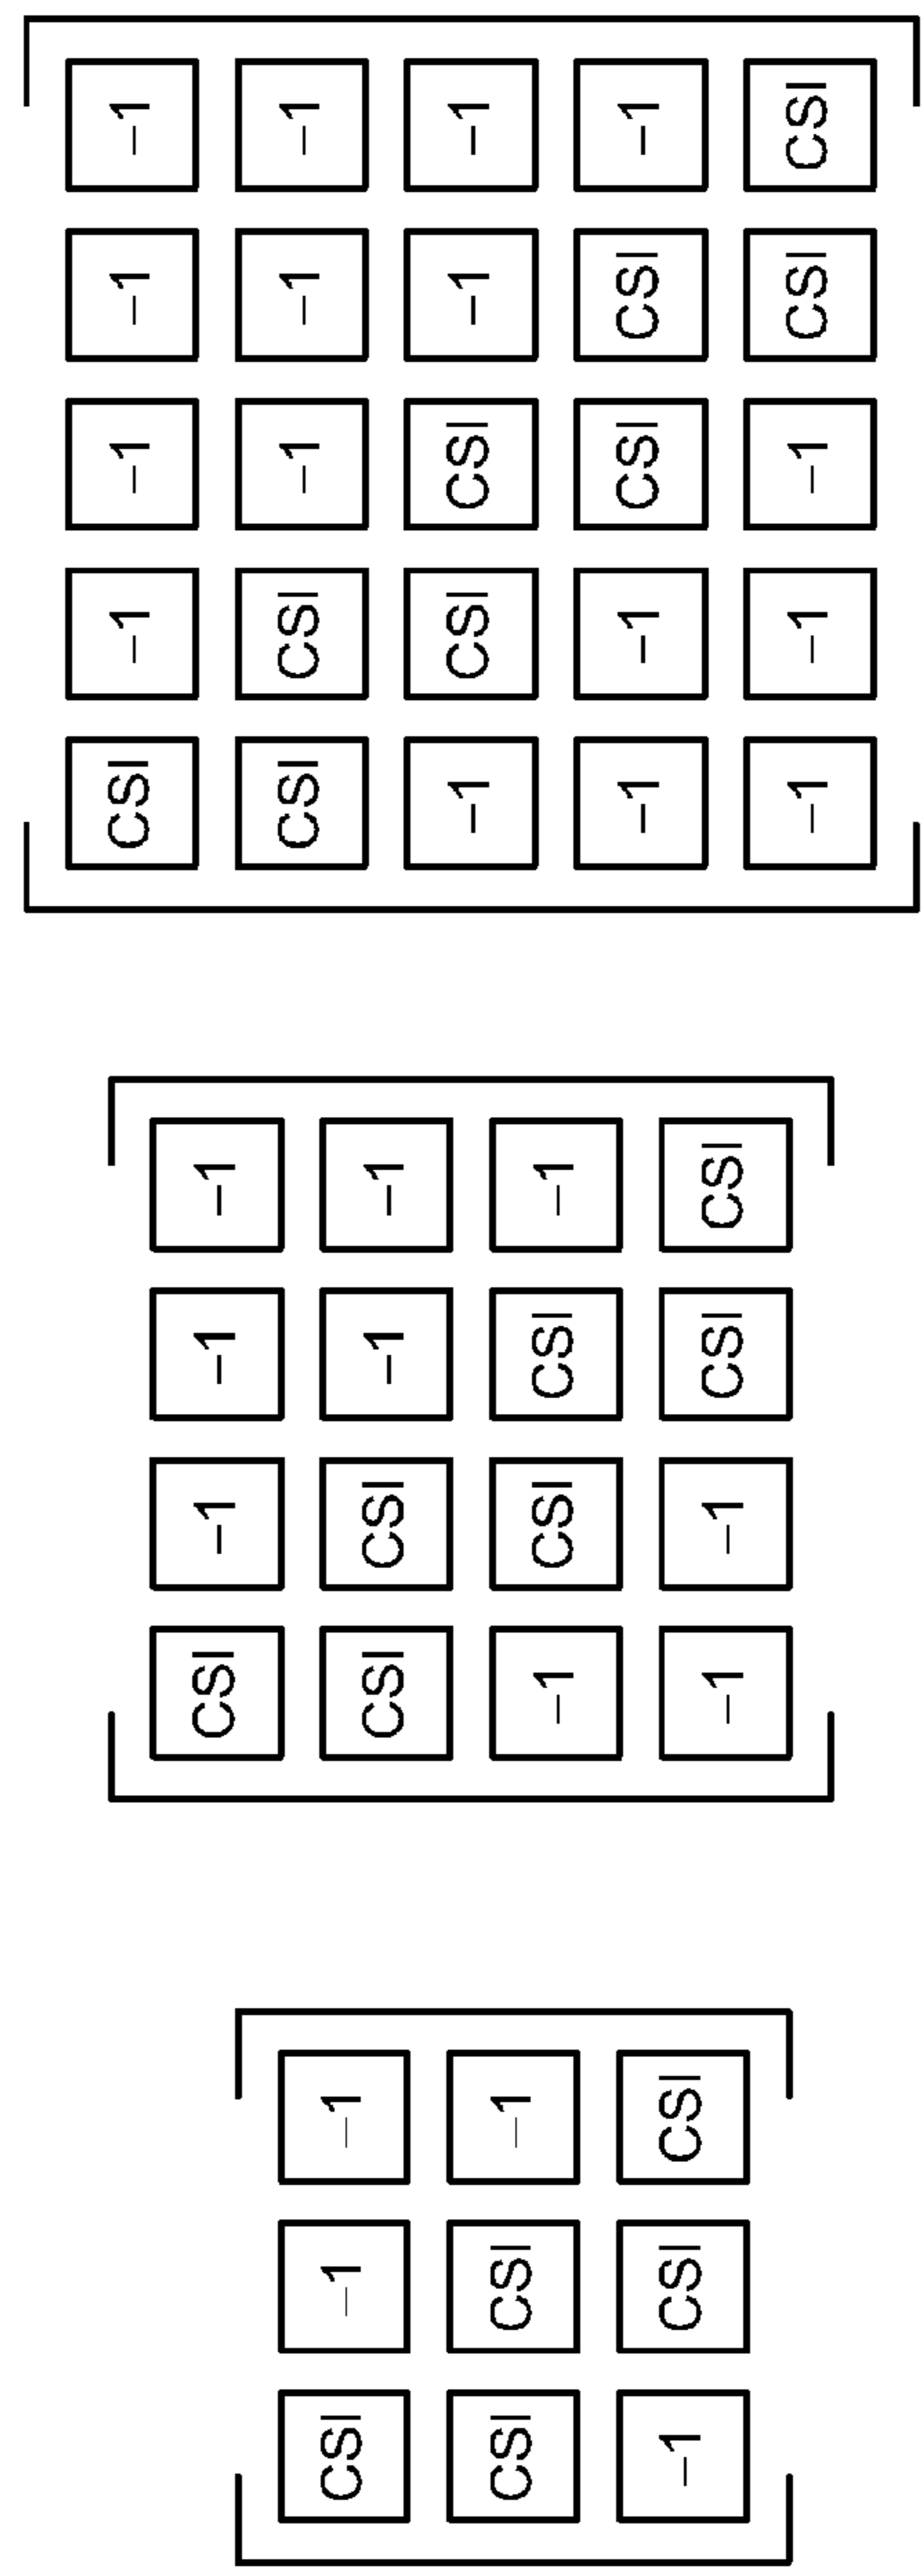 CSI –1 –1
CSI CSI –1
–1 CSI CSI
CSI –1 –1 –1
CSI CSI –1 –1
–1 CSI CSI –1
–1 –1 CSI CSI
CSI –1 –1 –1 –1
CSI CSI –1 –1 –1
–1 CSI CSI –1 –1
–1 –1 CSI CSI –1
–1 –1 –1 CSI CSI